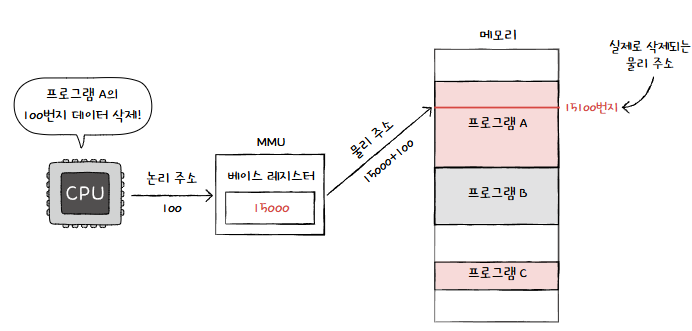 메모리
실제로 삭제되는
물리 주소
프로그램 A의
100번지 데이터 삭제!
15100번지
프로그램 A
MMU
물리 주소
15000+100
CPU
논리 주소
100
베이스 레지스터
15000
프로그램 B
프로그램 C